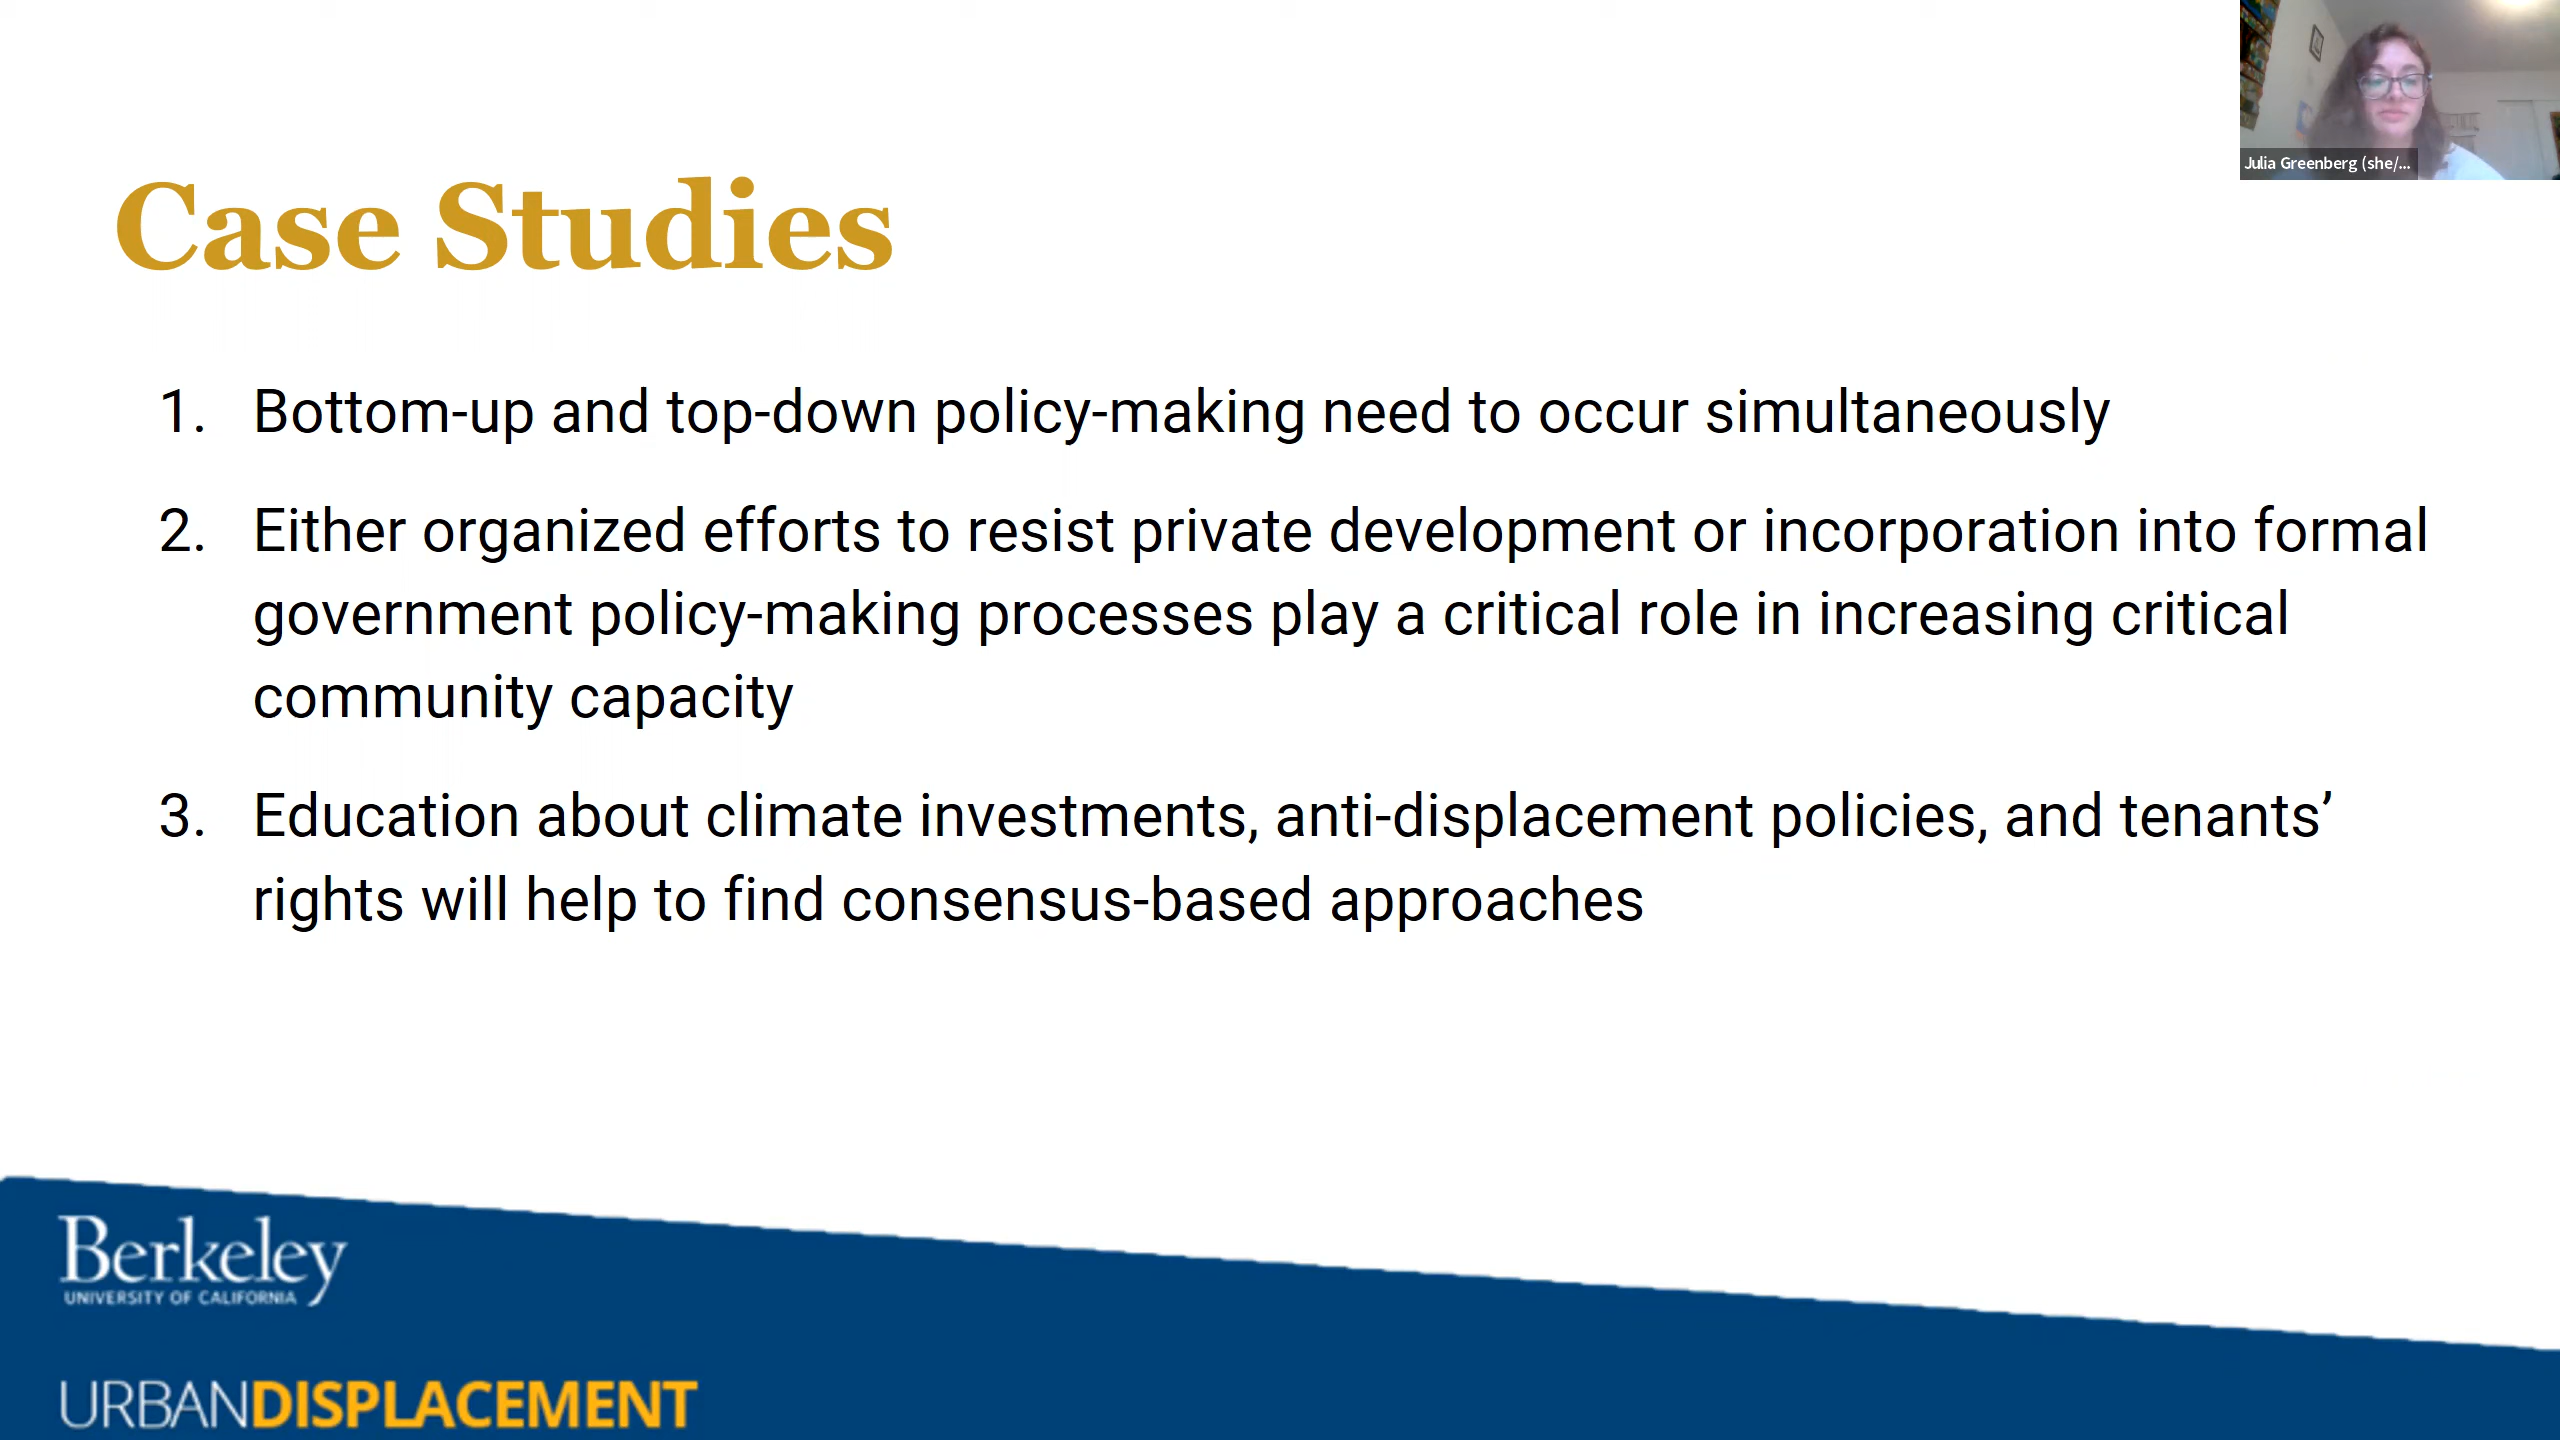 Julia Greenberg (she/...
Case Studies
1. Bottom-up and top-down policy-making need to occur simultaneously
2. Either organized efforts to resist private development or incorporation into formal
government policy-making processes play a critical role in increasing critical
community capacity
3. Education about climate investments, anti-displacement policies, and tenants’
rights will help to find consensus-based approaches
Berkeley
UNIVERSITY OF CALIFORNIA
URBANDISPLACEMENT